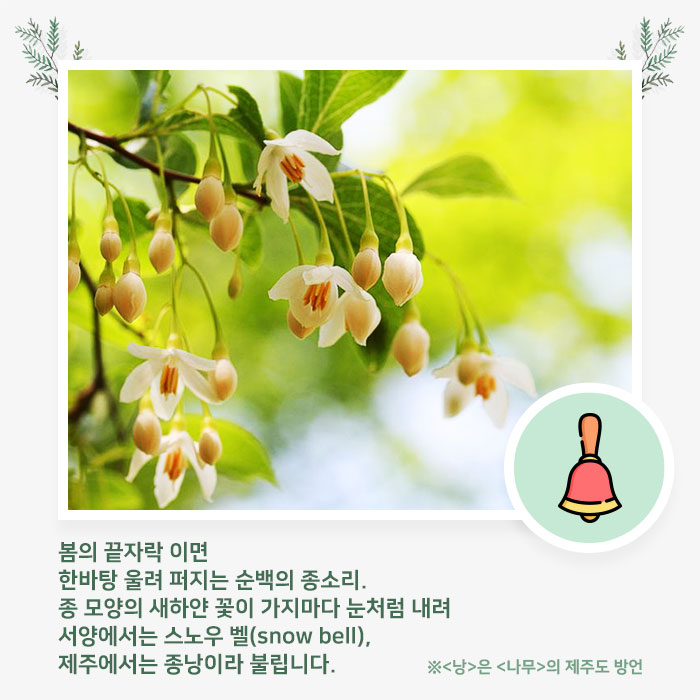 봄의 끝자락 이면
한바탕 울려 퍼지는 순백의 종소리.
종 모양의 새하얀 꽃이 가지마다 눈처럼 내려
서양에서는 스노우 벨(snow bell),
제주에서는 종낭이라 불립니다.
※<낭>은 <나무>의 제주도 방언